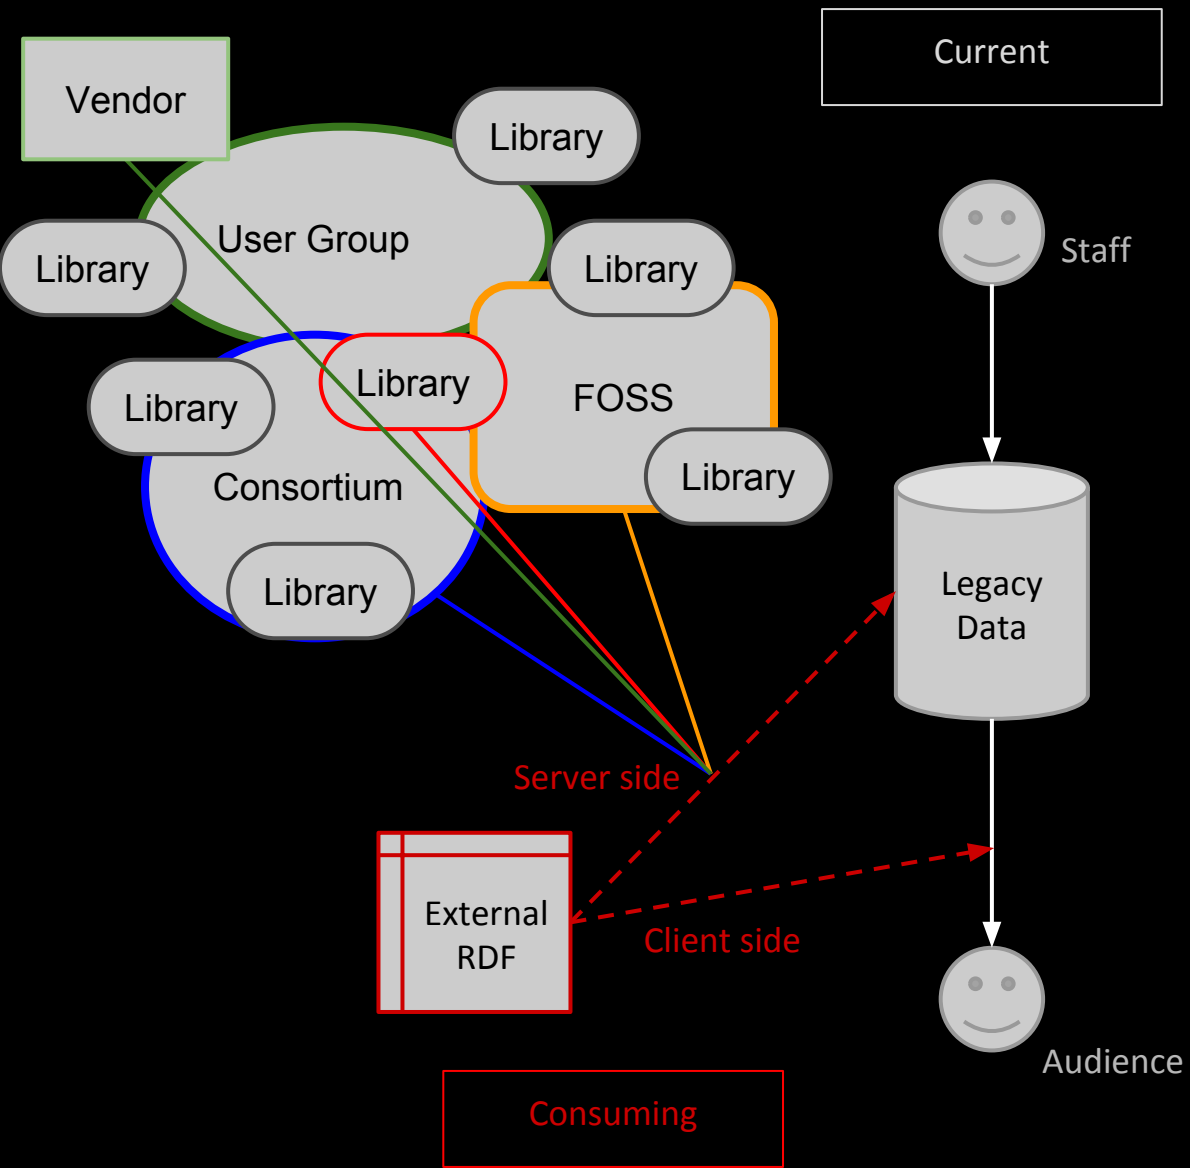 Current
Vendor
Library
User Group
Staff
Library
Library
Library
Library
FOSS
Library
Library
Consortium
Library
Legacy
Data
Server side
External
RDF
Client side
Audience
Consuming